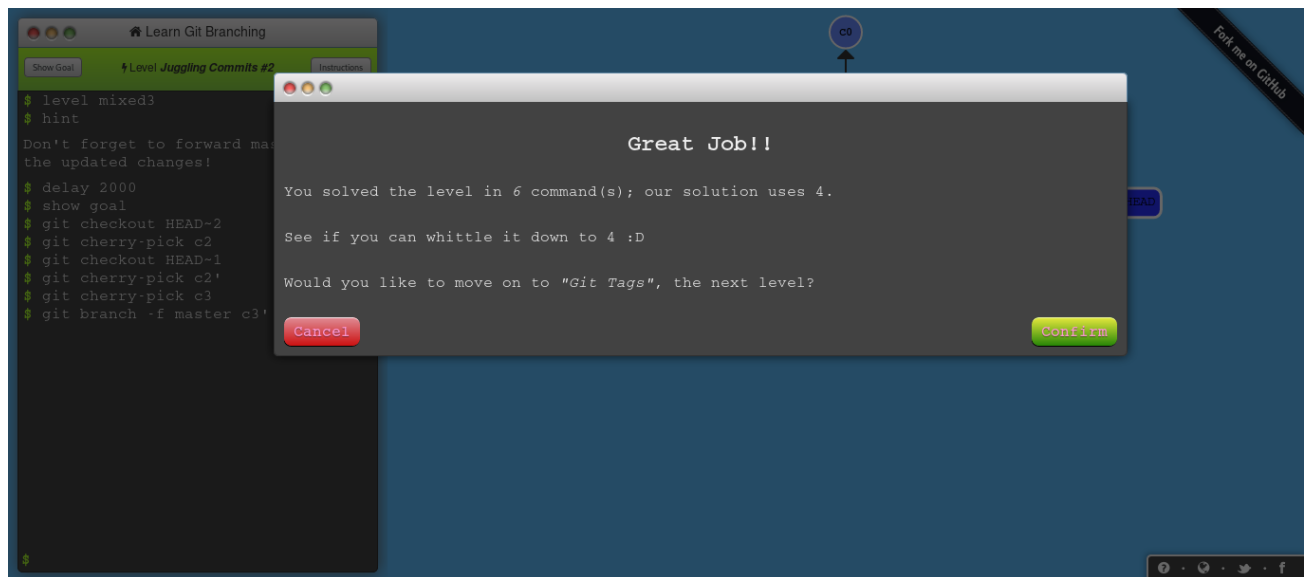 Learn Git Branching
c0
Fork me on GitHub
Show Goal
Level Juggling Commits #2
Instructions
$ level mixed3
$ hint
Don't forget to forward mas
the updated changes!
$ delay 2000
$ show goal
$ git checkout HEAD~2
$ git cherry-pick c2
$ git checkout HEAD~1
$ git cherry-pick c2'
$ git cherry-pick c3
$ git branch -f master c3'
$
Great Job!!
You solved the level in 6 command(s); our solution uses 4.
See if you can whittle it down to 4 :D
Would you like to move on to "Git Tags", the next level?
Cancel
Confirm
HEAD